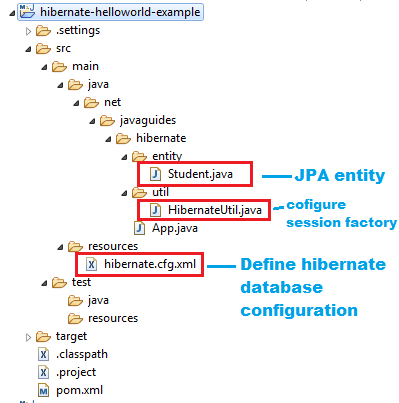 hibernate-helloworld-example
.settings
src
main
java
net
javaguides
hibernate
entity
Student.java JPA entity
util
HibernateUtil.java cofigure
session factory
App.java
resources
hibernate.cfg.xml Define hibernate
database
configuration
test
java
resources
target
.classpath
.project
pom.xml